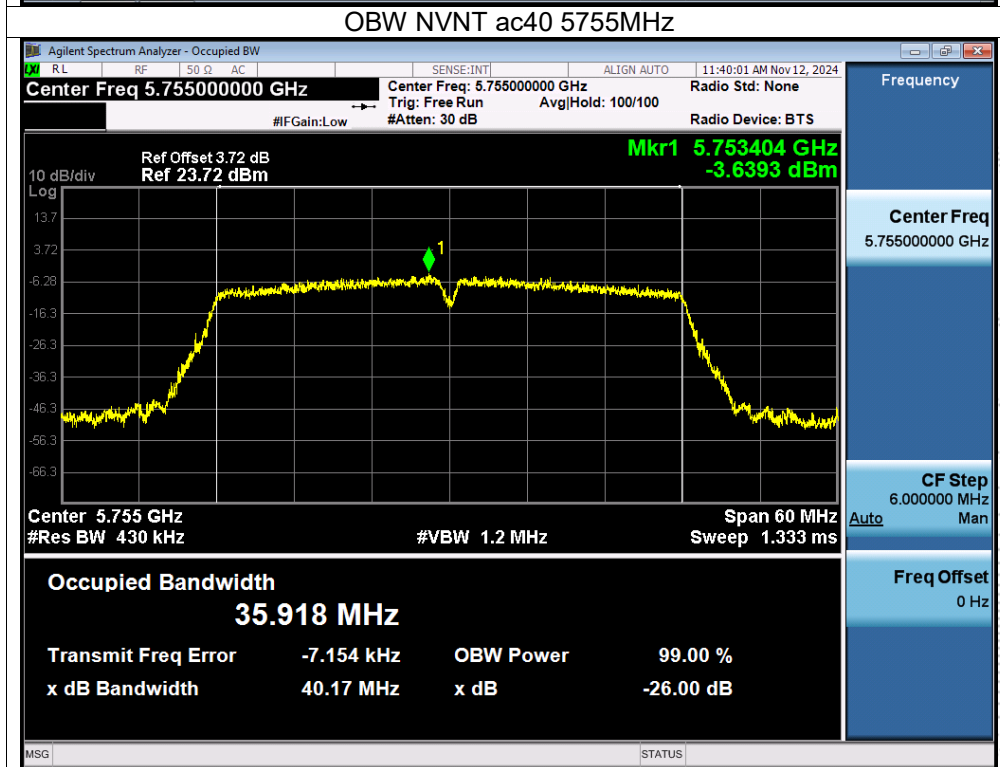 OBW NVNT ac40 5755MHz
Agilent Spectrum Analyzer - Occupied BW
LXI RL RF 50 Ω AC SENSE:INT ALIGN AUTO 11:40:01 AM Nov 12, 2024
Center Freq 5.755000000 GHz
Center Freq: 5.755000000 GHz Radio Std: None
Trig: Free Run Avg|Hold: 100/100
#IFGain:Low #Atten: 30 dB Radio Device: BTS
Mkr1 5.753404 GHz
-3.6393 dBm
Ref Offset 3.72 dB
10 dB/div Ref 23.72 dBm
Log
13.7
3.72
-6.28
-16.3
-26.3
-36.3
-46.3
-56.3
-66.3
1
Center 5.755 GHz Span 60 MHz
#Res BW 430 kHz #VBW 1.2 MHz Sweep 1.333 ms
Occupied Bandwidth
35.918 MHz
Transmit Freq Error -7.154 kHz OBW Power 99.00 %
x dB Bandwidth 40.17 MHz x dB -26.00 dB
MSG STATUS
Frequency
Center Freq
5.755000000 GHz
CF Step
6.000000 MHz
Auto Man
Freq Offset
0 Hz